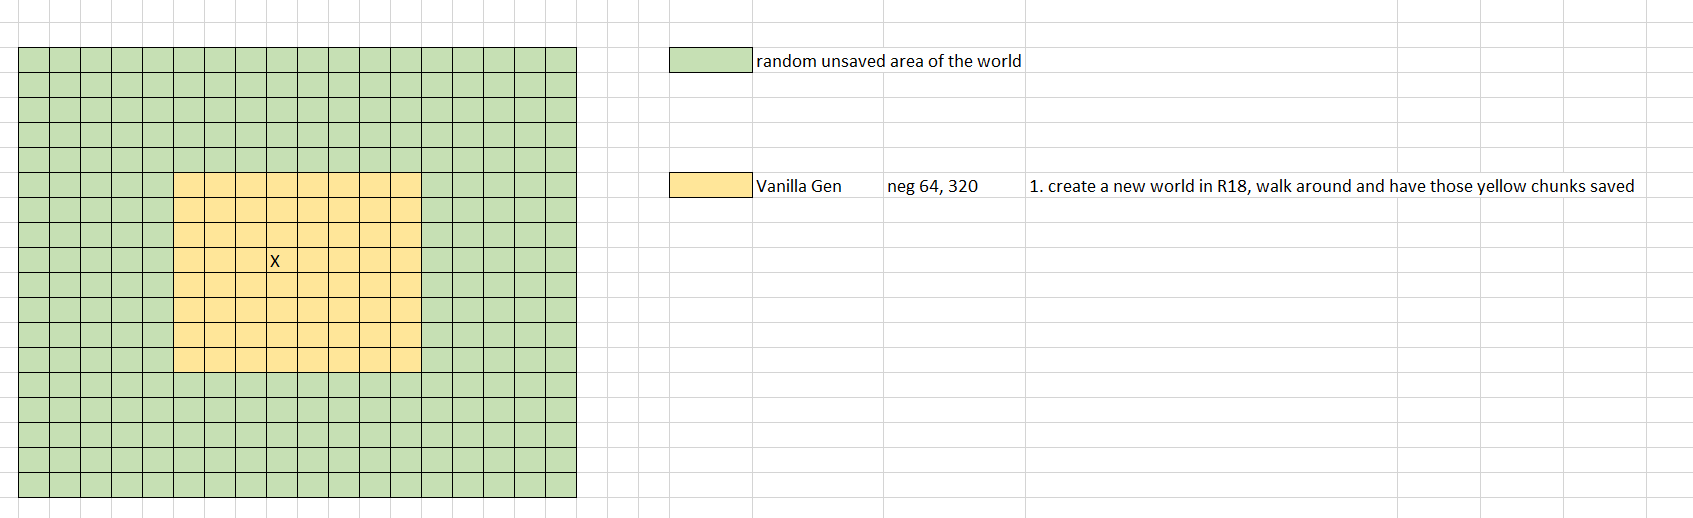 random unsaved area of the world
Vanilla Gen neg 64, 320 1. create a new world in R18, walk around and have those yellow chunks saved
X